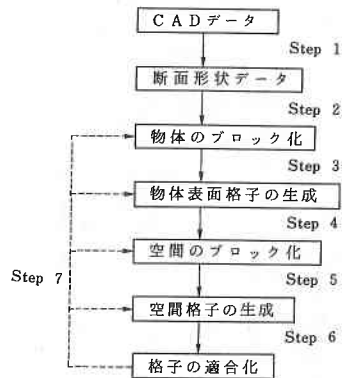 CADデータ
Step 1
断面形状データ
Step 2
物体のブロック化
Step 3
物体表面格子の生成
Step 4
空間のブロック化
Step 5
Step 7
空間格子の生成
Step 6
格子の適合化